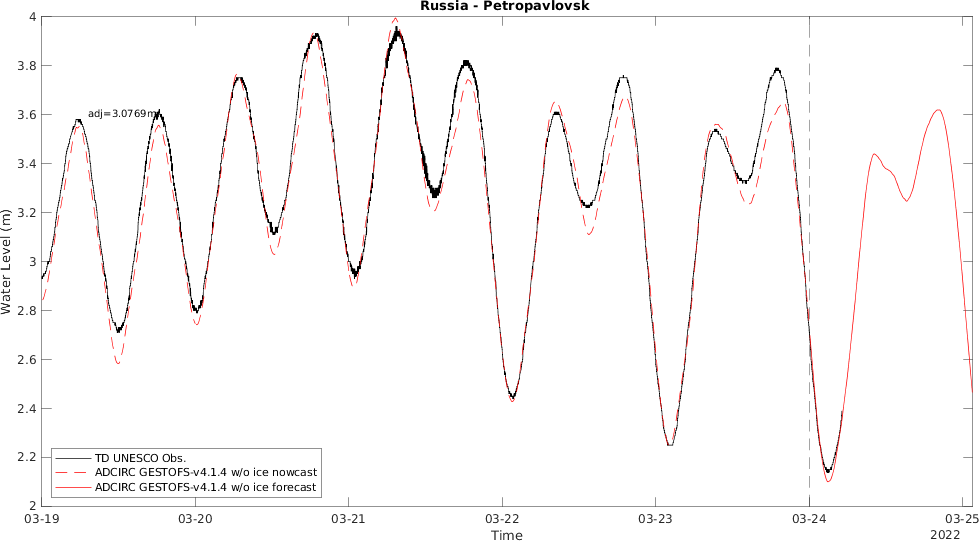 Russia - Petropavlovsk
4
3.8
3.6
3.4
3.2
3
2.8
2.6
2.4
2.2
2
Water Level (m)
adj=3.0769m
TD UNESCO Obs.
ADCIRC GESTOFS-v4.1.4 w/o ice nowcast
ADCIRC GESTOFS-v4.1.4 w/o ice forecast
03-19 03-20 03-21 03-22 03-23 03-24 03-25
Time
2022